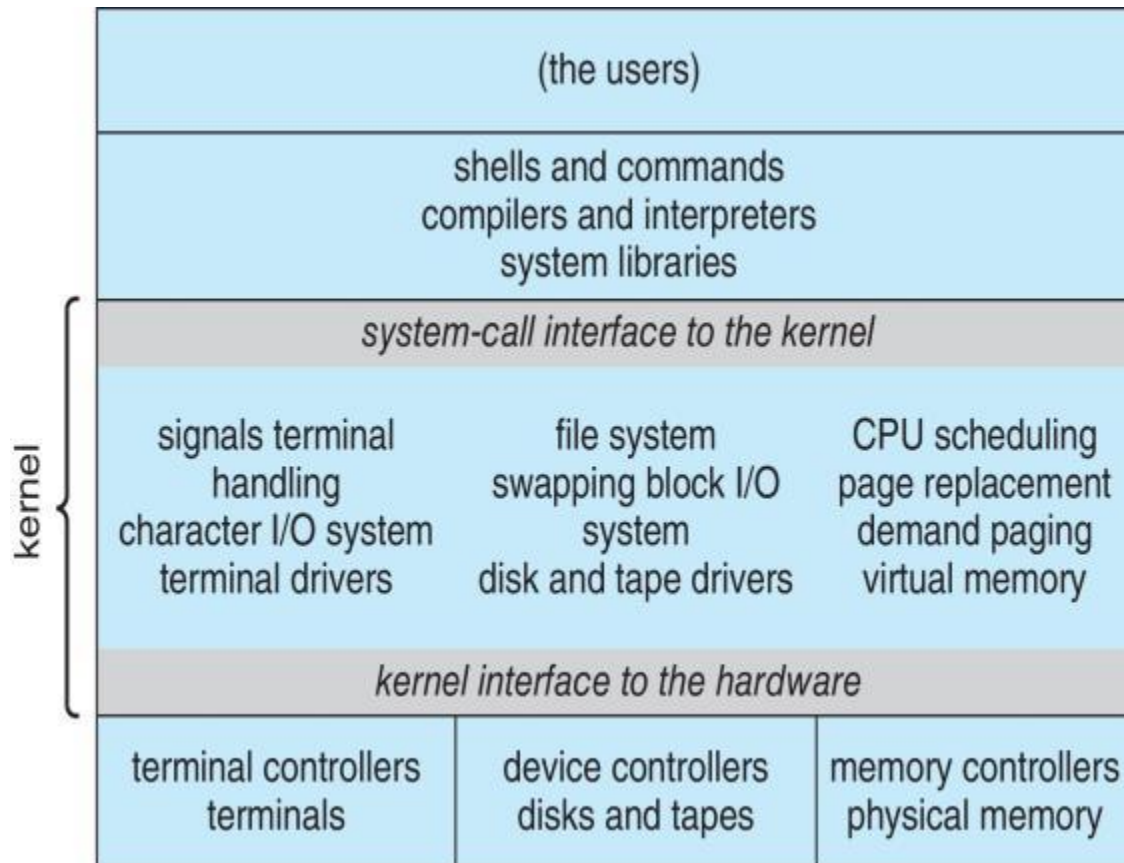 (the users)
shells and commands
compilers and interpreters
system libraries
kernel
system-call interface to the kernel
signals terminal
handling
character I/O system
terminal drivers
file system
swapping block I/O
system
disk and tape drivers
CPU scheduling
page replacement
demand paging
virtual memory
kernel interface to the hardware
terminal controllers
terminals
device controllers
disks and tapes
memory controllers
physical memory